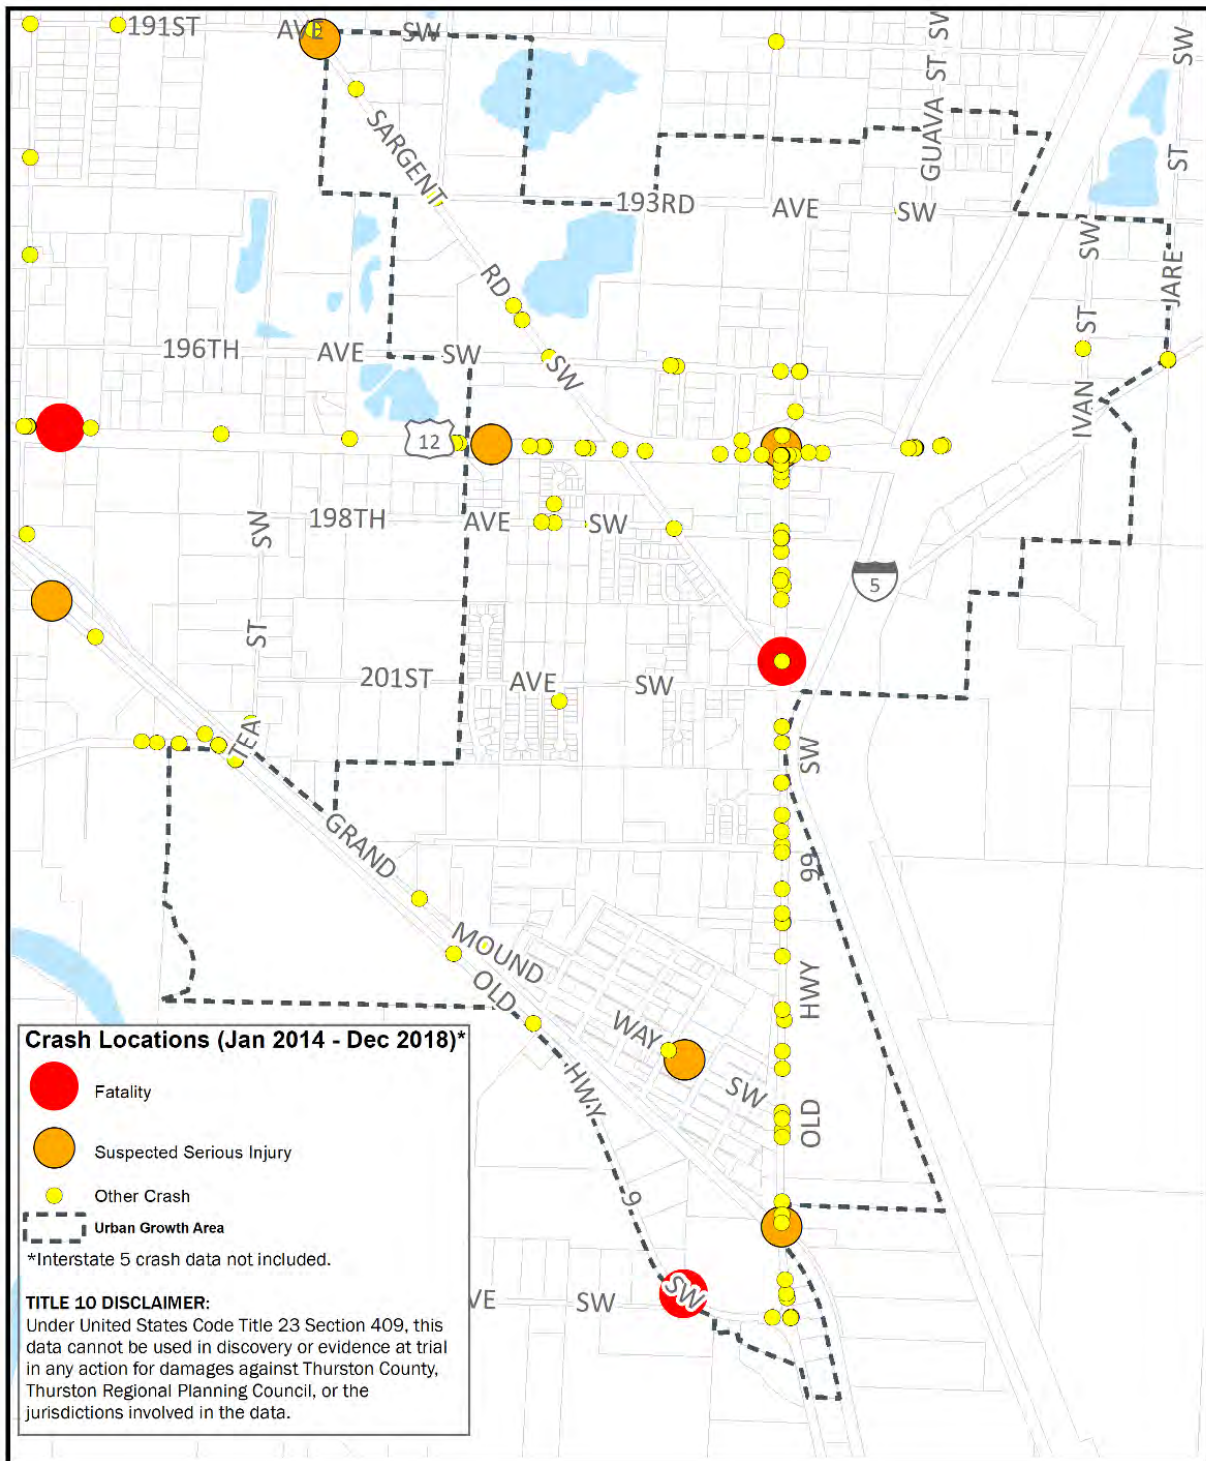 191ST AVE SW
SW
SW
GUAVA ST
SARGENT
ST
193RD AVE SW
SW
JARE
RD
ST
196TH AVE SW
SW
IVAN
12
198TH AVE SW
SW
5
ST
201ST AVE SW
TEA
SW
GRAND
99
MOUND
OLD
HWY
WAY
SW
HWY
OLD
9
SW
VE SW
Crash Locations (Jan 2014 - Dec 2018)*
Fatality
Suspected Serious Injury
Other Crash
Urban Growth Area
*Interstate 5 crash data not included.
TITLE 10 DISCLAIMER:
Under United States Code Title 23 Section 409, this
data cannot be used in discovery or evidence at trial
in any action for damages against Thurston County,
Thurston Regional Planning Council, or the
jurisdictions involved in the data.